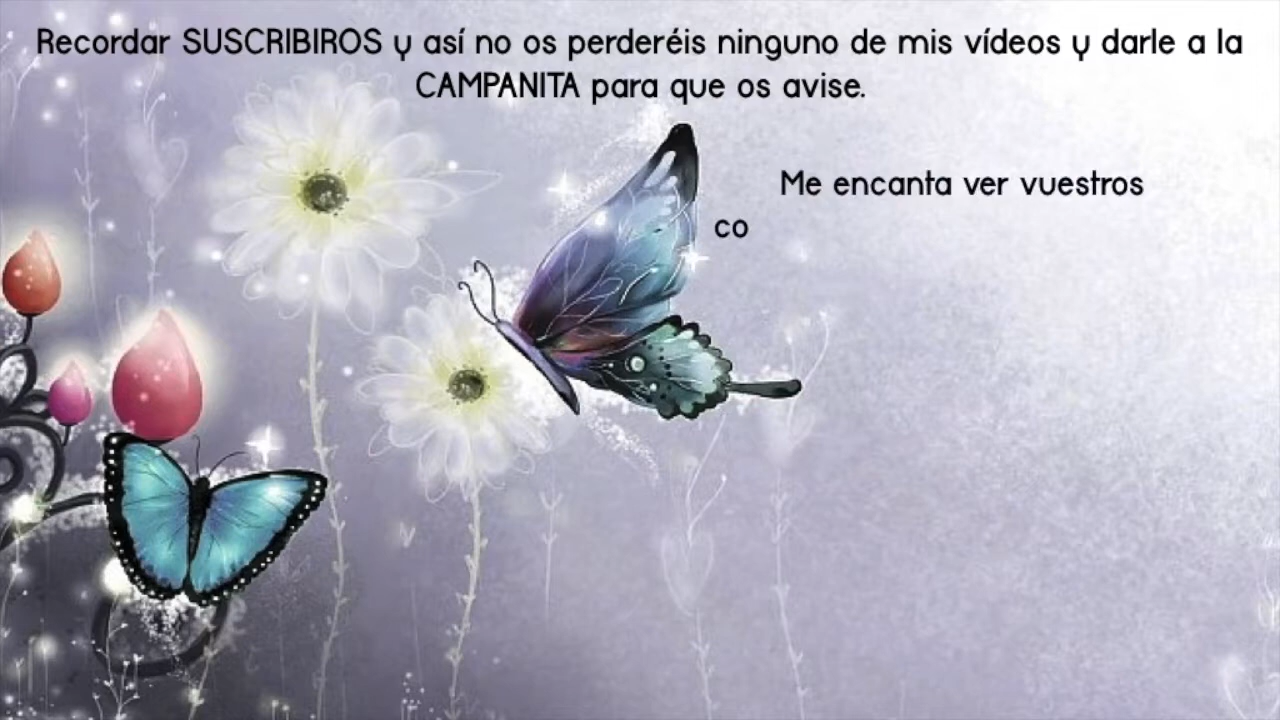 Recordar SUSCRIBIROS y así no os perderéis ninguno de mis vídeos y darle a la
CAMPANITA para que os avise.
Me encanta ver vuestros
co